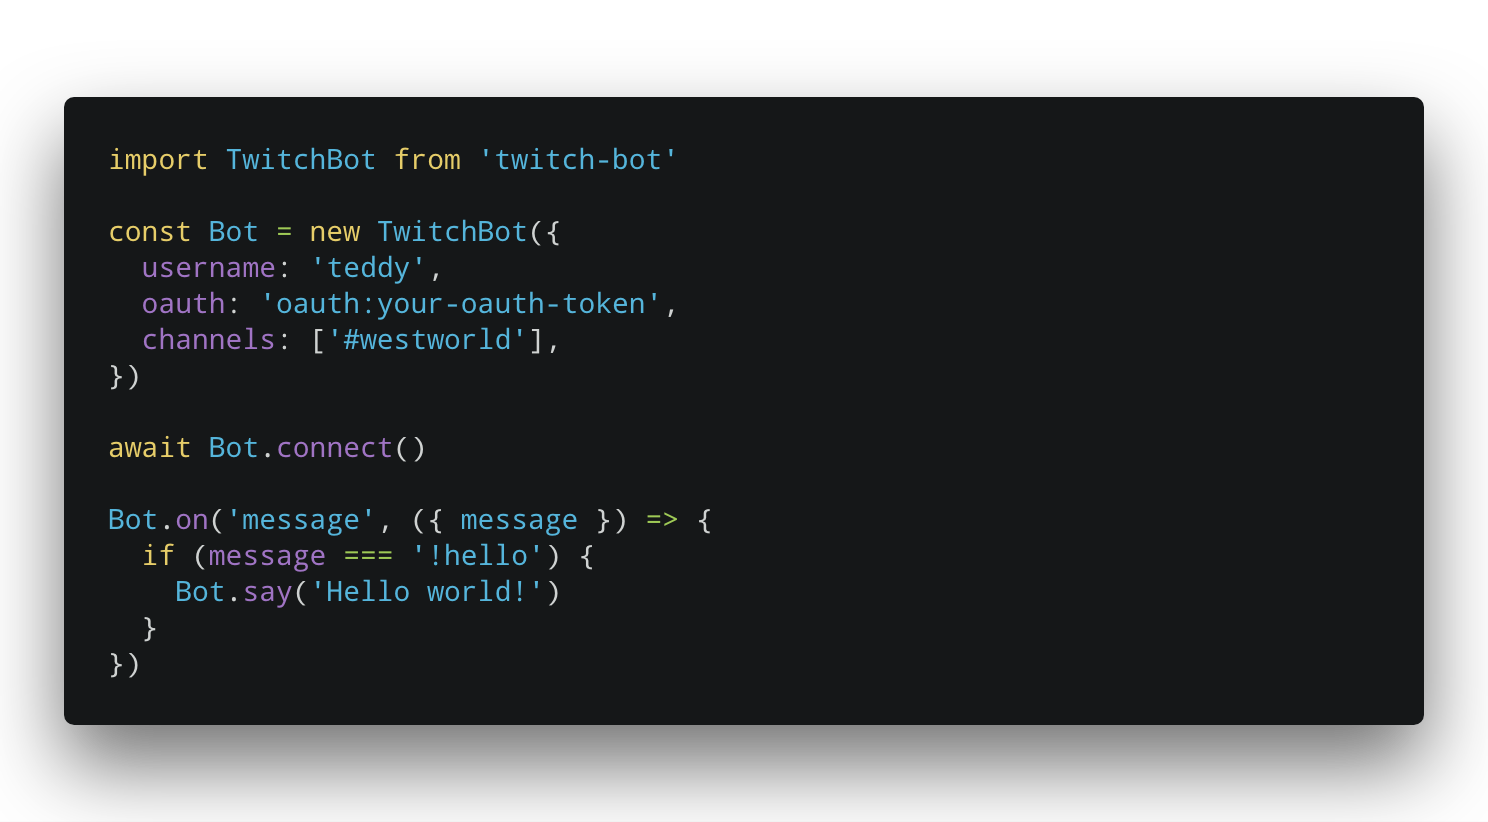 import TwitchBot from 'twitch-bot'

const Bot = new TwitchBot({
  username: 'teddy',
  oauth: 'oauth:your-oauth-token',
  channels: ['#westworld'],
})

await Bot.connect()

Bot.on('message', ({ message }) => {
  if (message === '!hello') {
    Bot.say('Hello world!')
  }
})